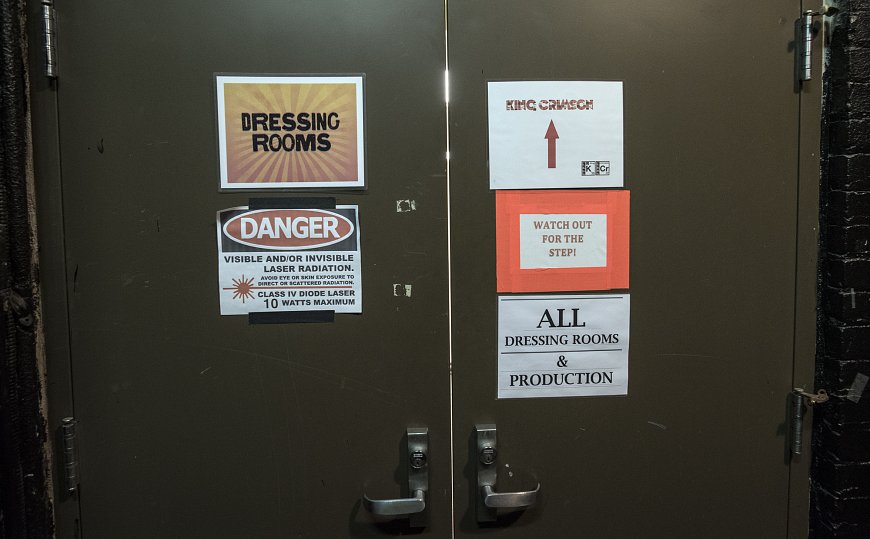 DRESSING
ROOMS
DANGER
VISIBLE AND/OR INVISIBLE
LASER RADIATION.
AVOID EYE OR SKIN EXPOSURE TO
DIRECT OR SCATTERED RADIATION.
CLASS IV DIODE LASER
10 WATTS MAXIMUM
KING CRIMSON
K Cr
WATCH OUT
FOR THE
STEP!
ALL
DRESSING ROOMS
&
PRODUCTION